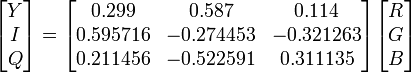 Y = 0.299 0.587 0.114 R
I 0.595716 −0.274453 −0.321263 G
Q 0.211456 −0.522591 0.311135 B